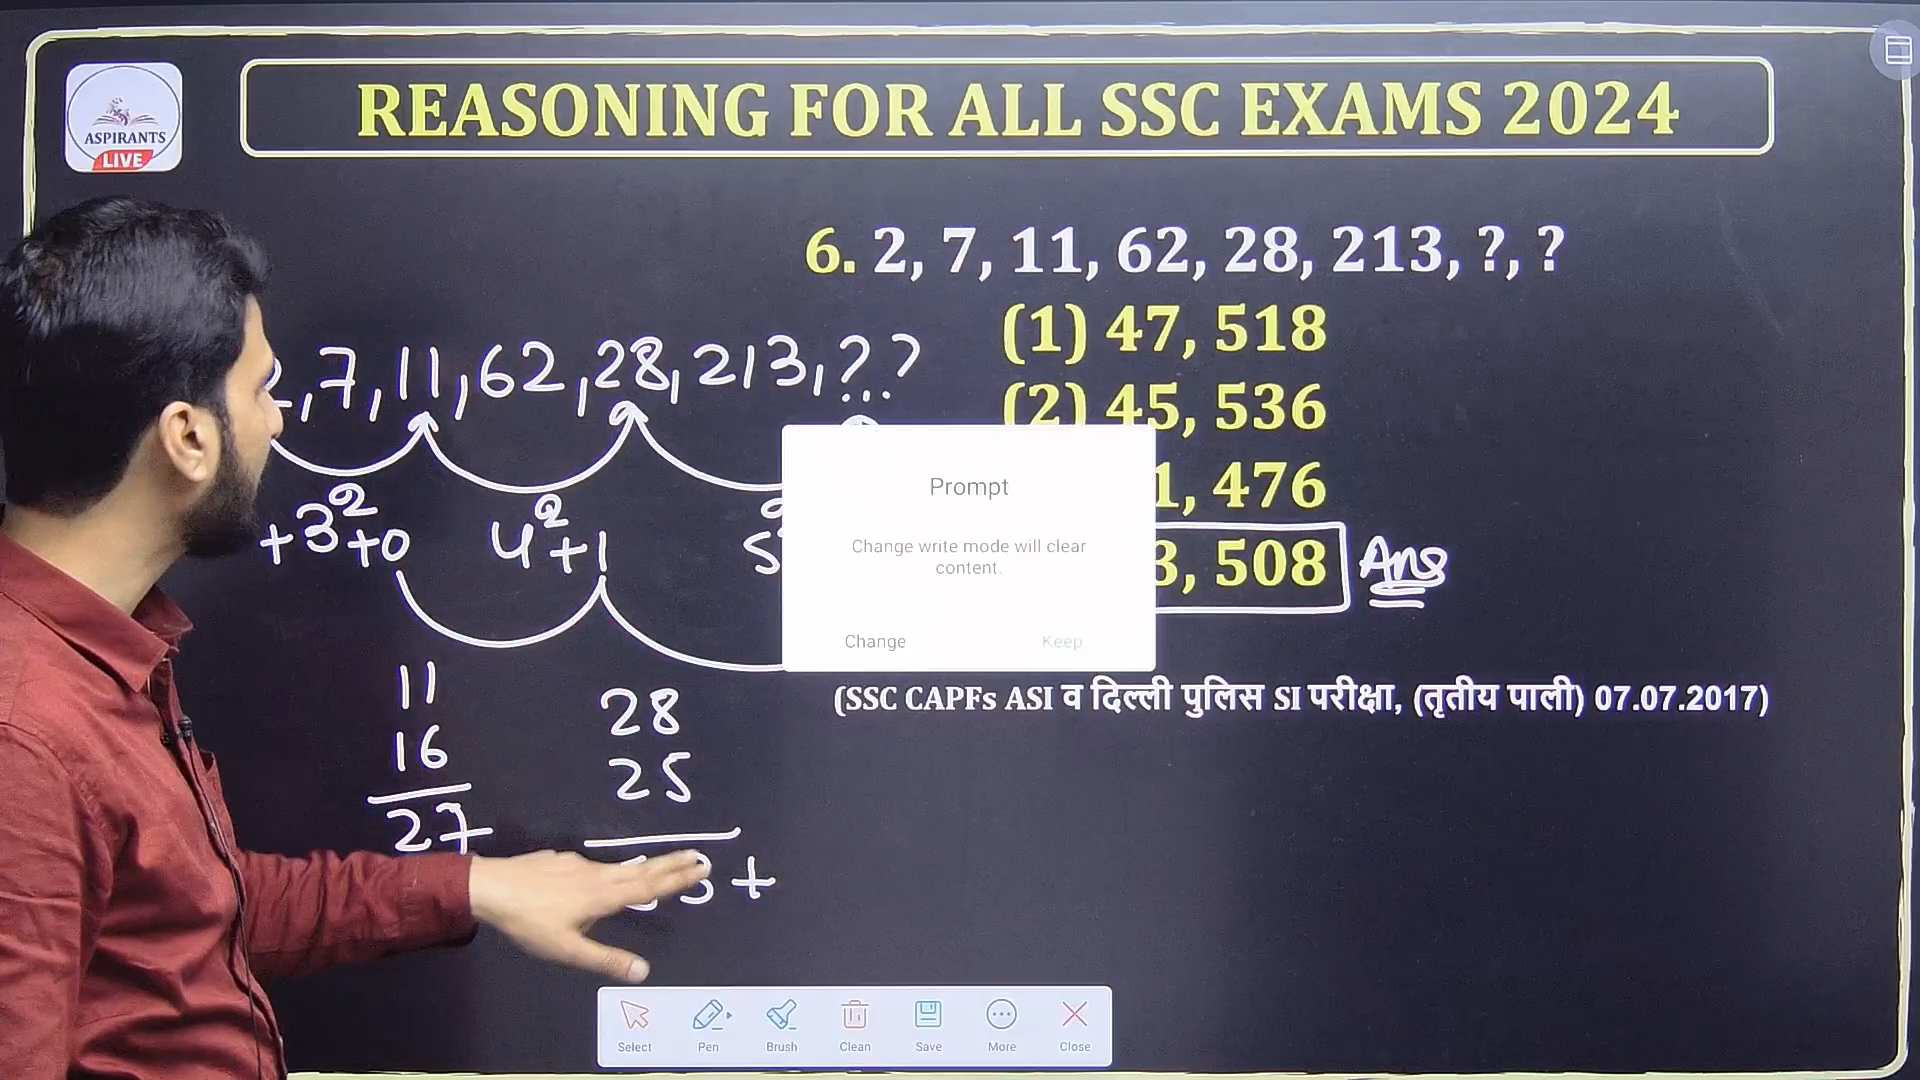 ASPIRANTS
LIVE
REASONING FOR ALL SSC EXAMS 2024
6. 2, 7, 11, 62, 28, 213, ?, ?
(1) 47, 518
(2) 45, 536
1, 476
3, 508 Ans
(SSC CAPFs ASI व दिल्ली पुलिस SI परीक्षा, (तृतीय पाली) 07.07.2017)
2, 7, 11, 62, 28, 213, ? ?
+3²+0 4²+1 5²
11
16
27
28
25
53+
Prompt
Change write mode will clear
content.
Change Keep
Select Pen Brush Clean Save More Close